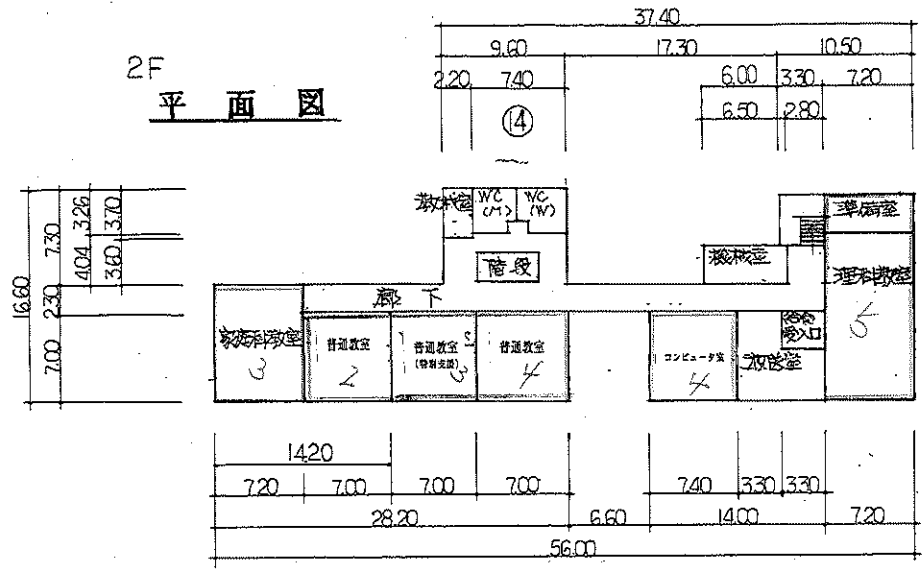 37.40
9.60 17.30 10.50
2F
2.20 7.40 6.00 3.30 7.20
平面図
6.50 2.80
14
教材室 WC(M) WC(W) 準備室
3.26 3.70
7.30
4.04 3.60
階段 機械室 理科教室
16.60
2.30
廊下
5
家庭科教室 普通教室 普通教室 普通教室 コンピュータ室 放送室
(特別支援)
受入口
3 2 3 4 4
7.00
14.20
7.20 7.00 7.00 7.00 7.40 3.30 3.30
28.20 6.60 14.00 7.20
56.00